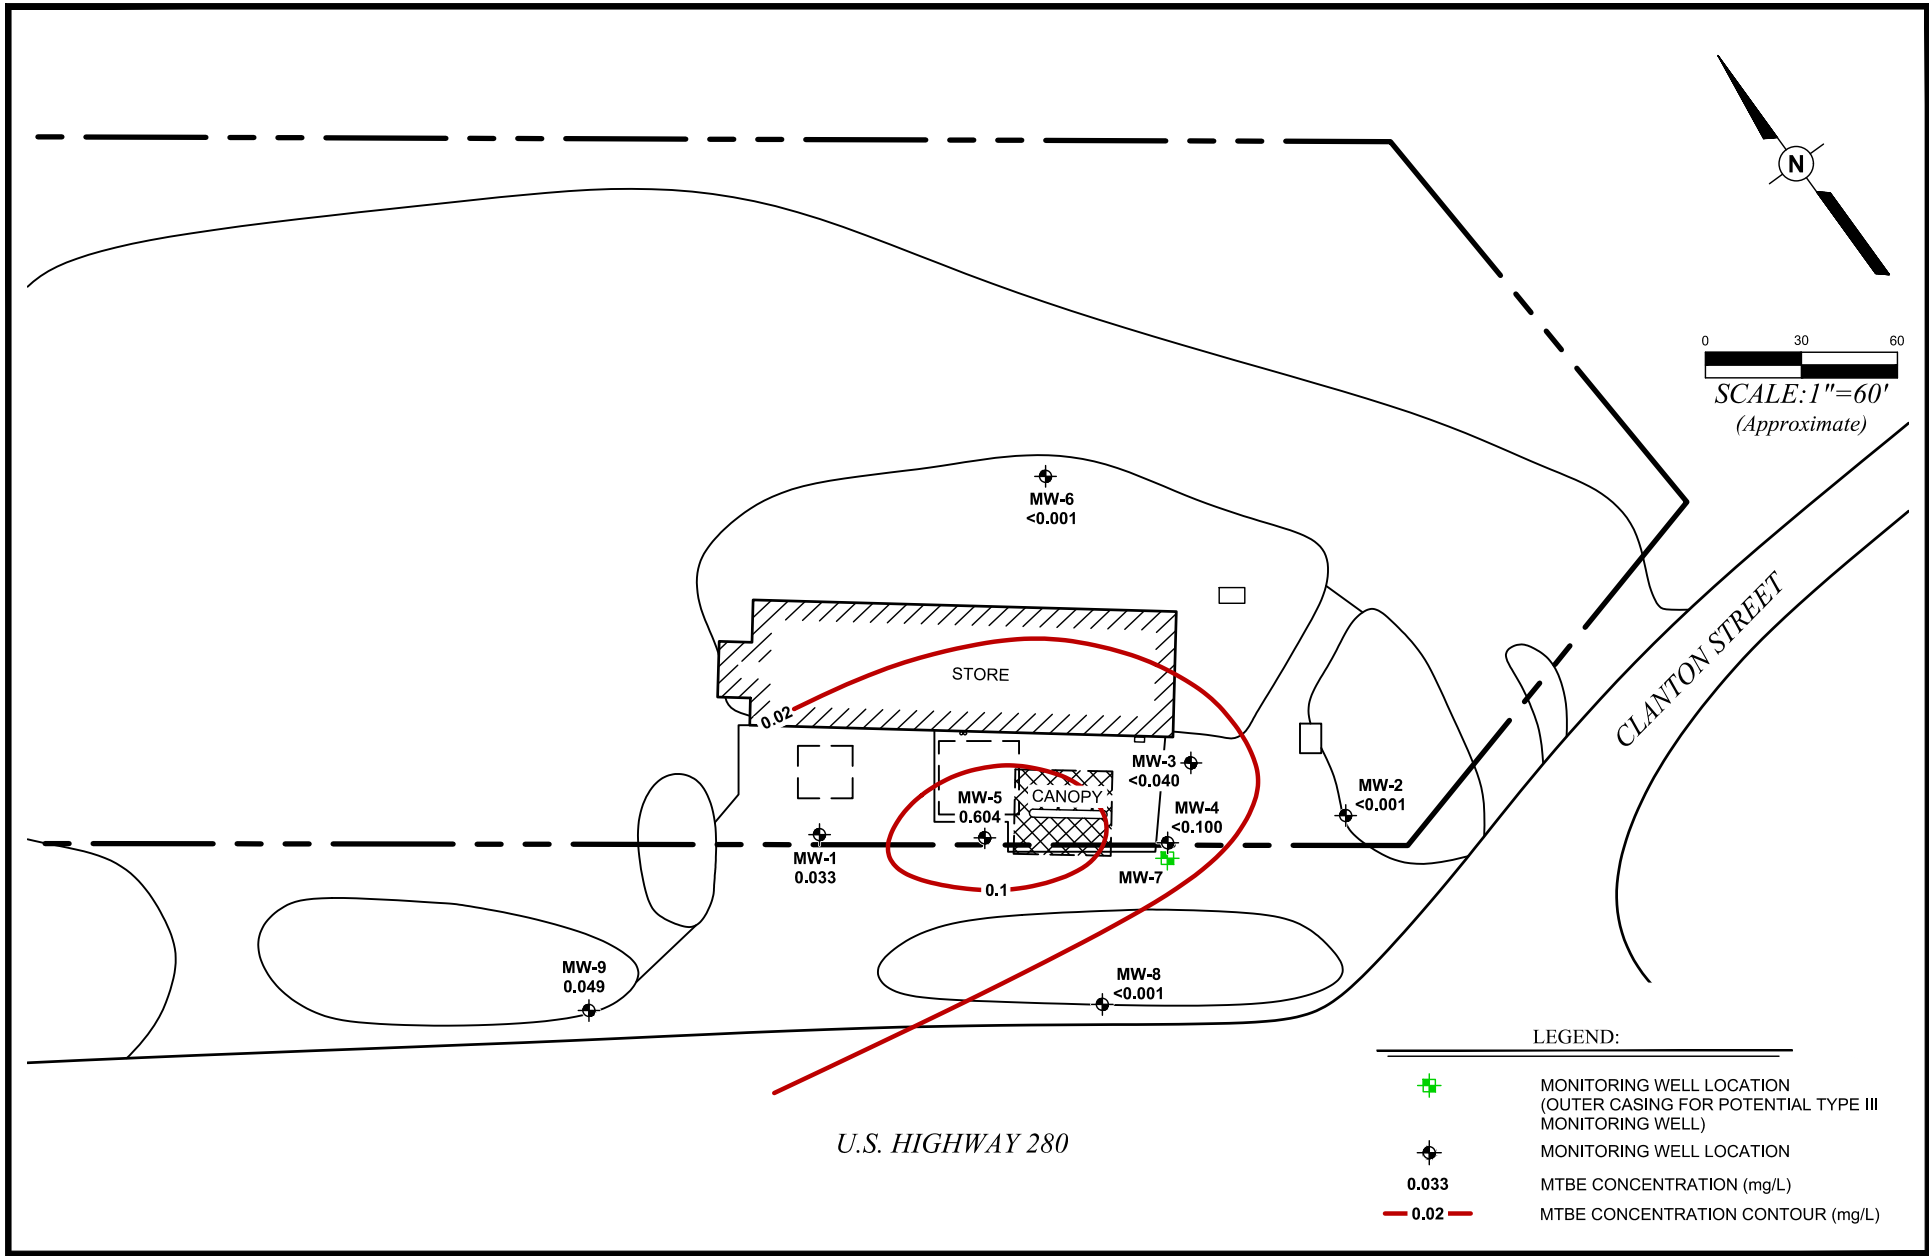 N
0 30 60
SCALE:1"=60'
(Approximate)
MW-6
<0.001
CLANTON STREET
STORE
0.02
MW-3
<0.040
MW-2
<0.001
CANOPY
MW-5
0.604
MW-4
<0.100
MW-1
0.033
MW-7
0.1
MW-9
0.049
MW-8
<0.001
U.S. HIGHWAY 280
LEGEND:
MONITORING WELL LOCATION
(OUTER CASING FOR POTENTIAL TYPE III
MONITORING WELL)
MONITORING WELL LOCATION
0.033 MTBE CONCENTRATION (mg/L)
0.02 MTBE CONCENTRATION CONTOUR (mg/L)